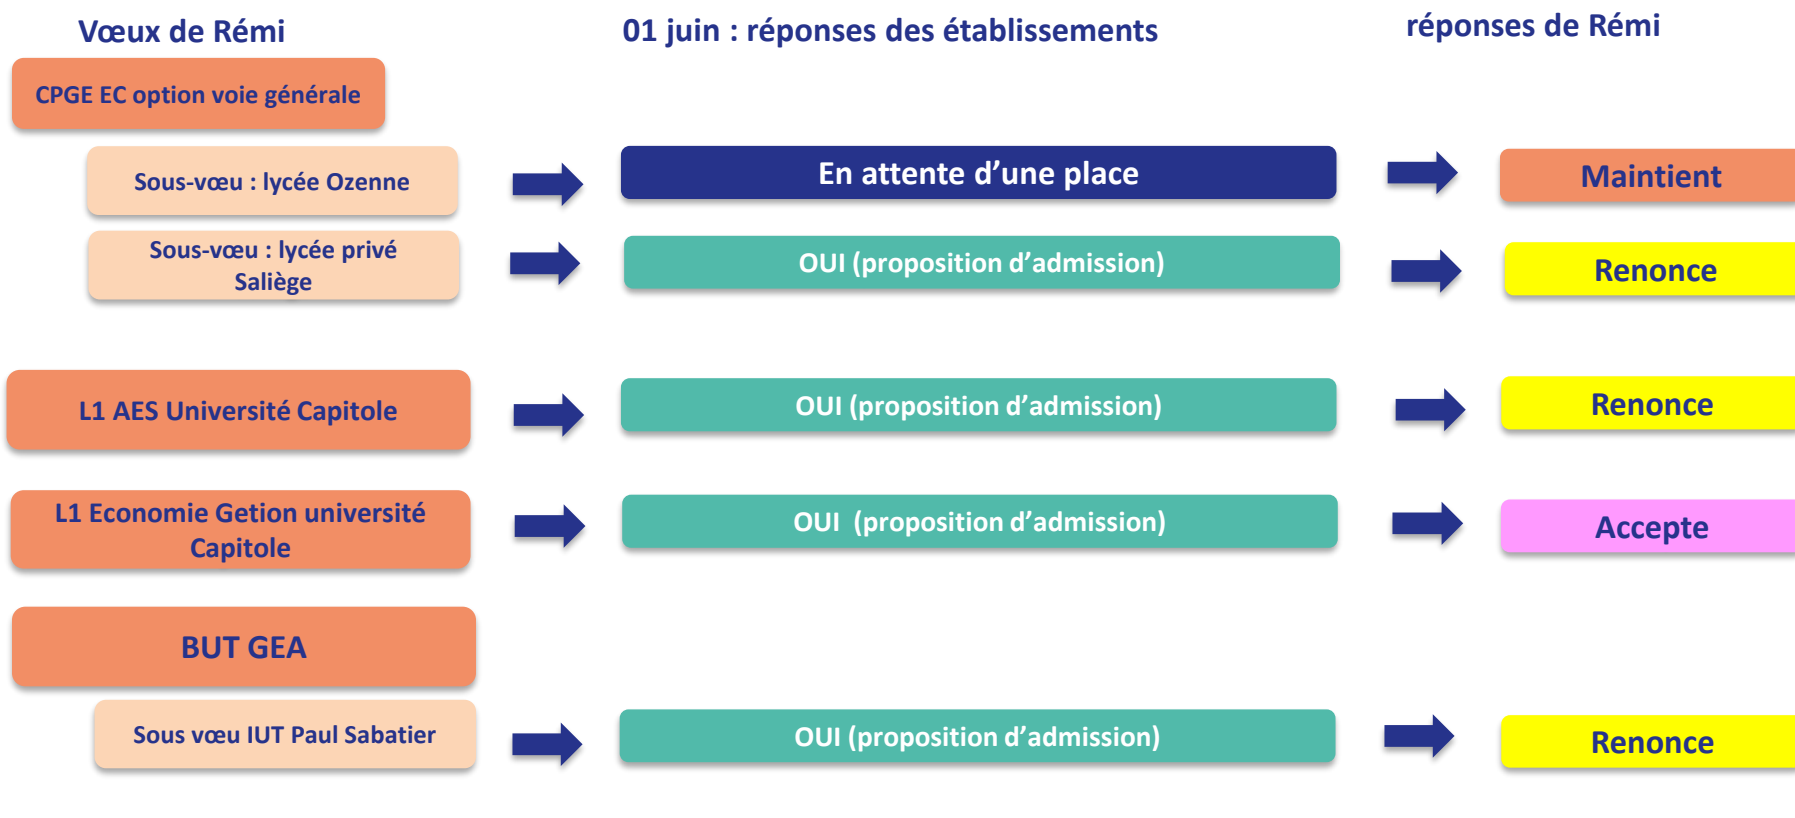 Vœux de Rémi
01 juin : réponses des établissements
réponses de Rémi
CPGE EC option voie générale
Sous-vœu : lycée Ozenne
En attente d’une place
Maintient
Sous-vœu : lycée privé
Saliège
OUI (proposition d’admission)
Renonce
L1 AES Université Capitole
OUI (proposition d’admission)
Renonce
L1 Economie Getion université
Capitole
OUI  (proposition d’admission)
Accepte
BUT GEA
Sous vœu IUT Paul Sabatier
OUI (proposition d’admission)
Renonce